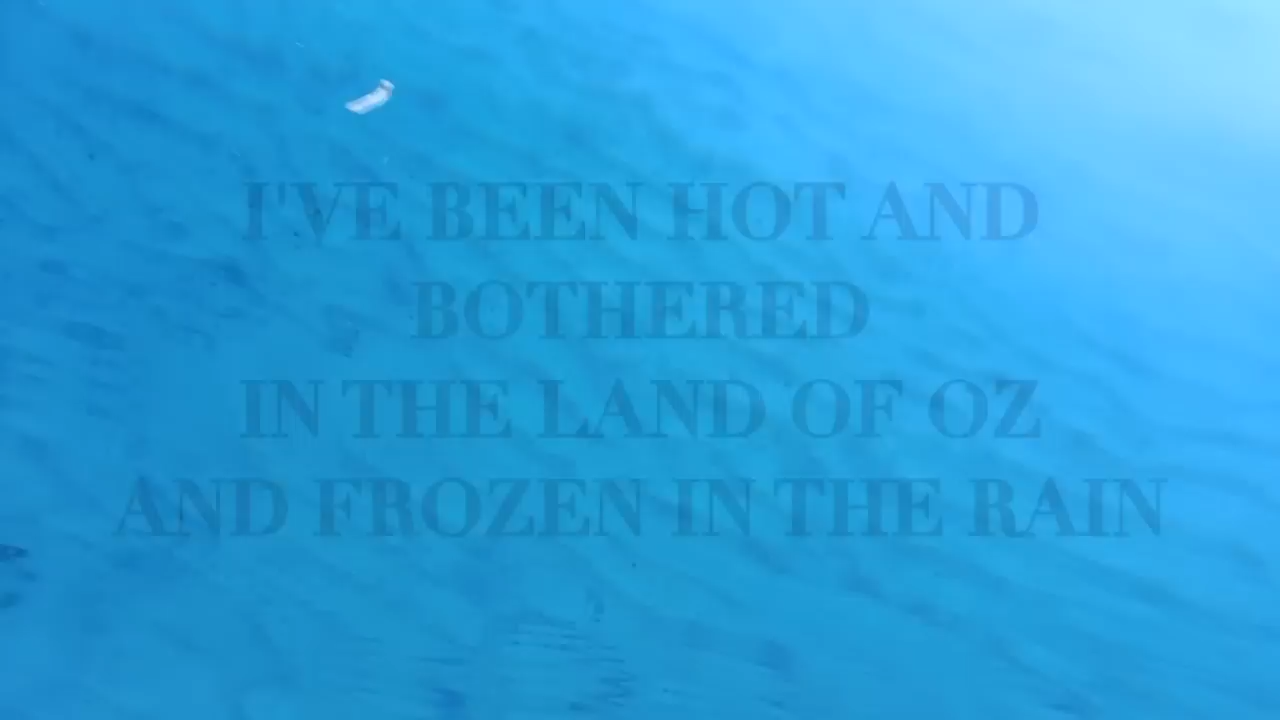 I'VE BEEN HOT AND
BOTHERED
IN THE LAND OF OZ
AND FROZEN IN THE RAIN